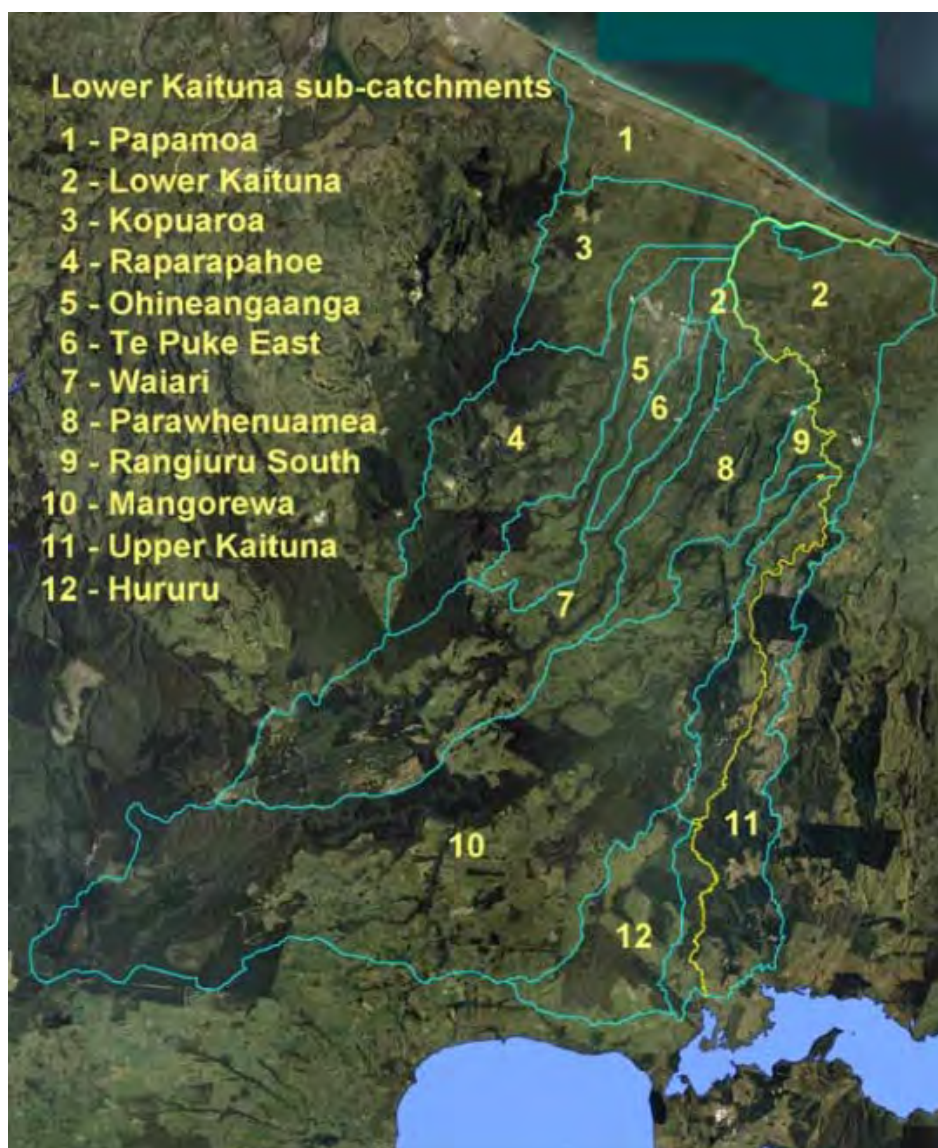 Lower Kaituna sub-catchments
1 - Papamoa
2 - Lower Kaituna
3 - Kopuaroa
4 - Raparapahoe
5 - Ohineangaanga
6 - Te Puke East
7 - Waiari
8 - Parawhenuamea
9 - Rangiuru South
10 - Mangorewa
11 - Upper Kaituna
12 - Hururu
1
3
2
2
5
6
4
9
8
7
11
10
12